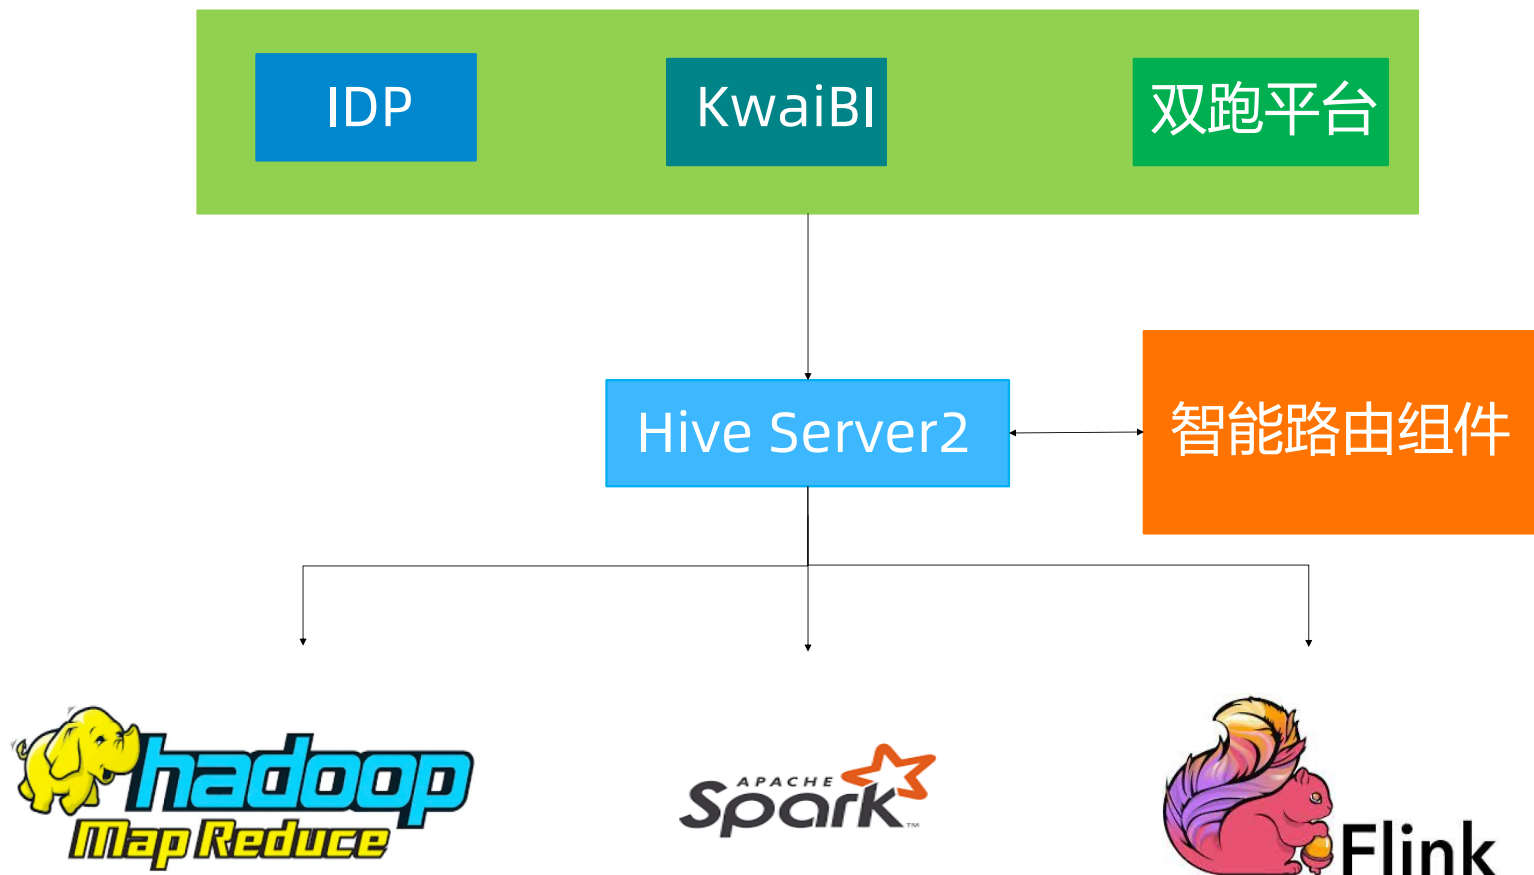 IDP
KwaiBI
双跑平台
Hive Server2
智能路由组件
hadoop
Map Reduce
APACHE
Spark™
Flink